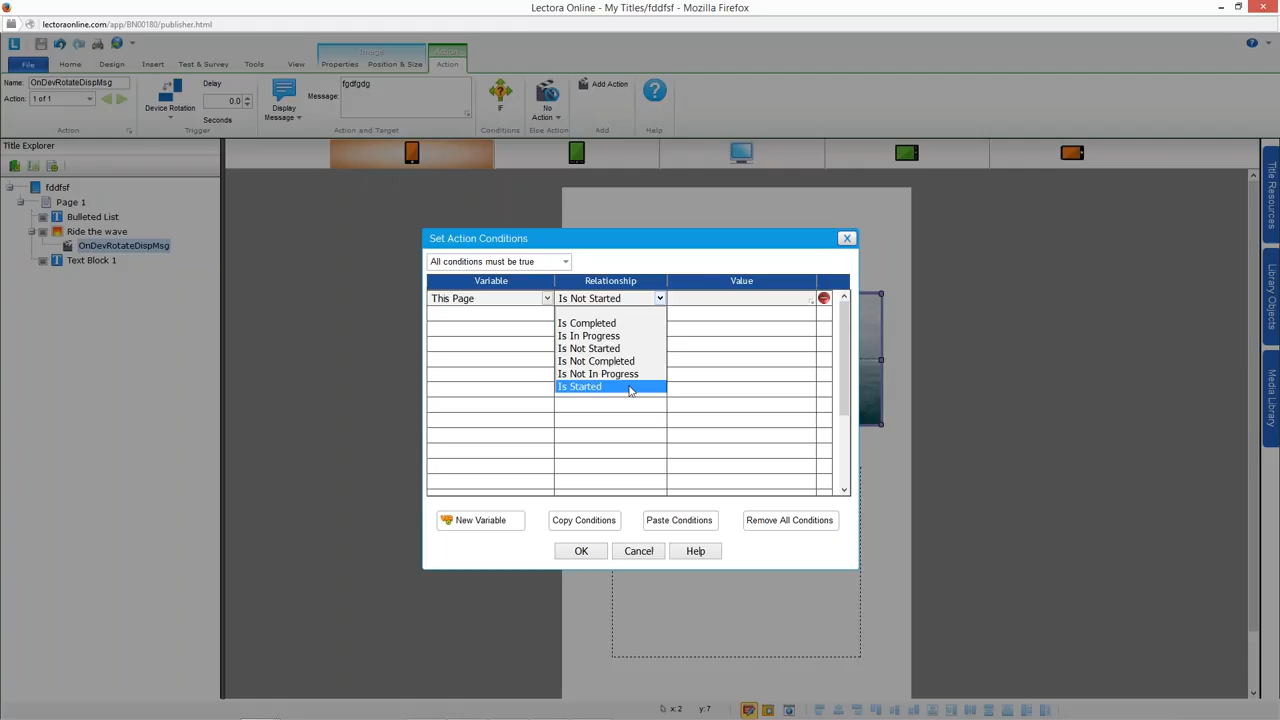 Lectora Online - My Titles/fddfsf - Mozilla Firefox
lectoraonline.com/app/BN00180/publisher.html
Image
Action
File
Home
Design
Insert
Test & Survey
Tools
View
Properties
Position & Size
Action
Name: OnDevRotateDispMsg
Action: 1 of 1
Action
Device Rotation
Delay
0.0
Seconds
Trigger
Display Message
Message:
fgdfgdg
Action and Target
IF
Conditions
No Action
Else Action
Add Action
Add
Help
Title Explorer
fddfsf
Page 1
Bulleted List
Ride the wave
OnDevRotateDispMsg
Text Block 1
Set Action Conditions
X
All conditions must be true
Variable Relationship Value
This Page Is Not Started
Is Completed
Is In Progress
Is Not Started
Is Not Completed
Is Not In Progress
Is Started
New Variable
Copy Conditions
Paste Conditions
Remove All Conditions
OK
Cancel
Help
Title Resources
Library Objects
Media Library
x: 2 y: 7